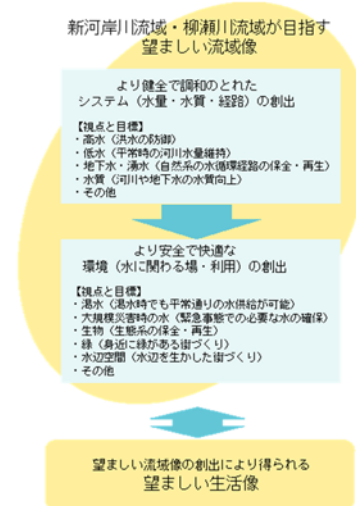 新河岸川流域・柳瀬川流域が目指す
望ましい流域像
より健全で調和のとれた
システム（水量・水質・経路）の創出
【視点と目標】
・高水（洪水の防御）
・低水（平常時の河川水量維持）
・地下水・湧水（自然系の水循環経路の保全・再生）
・水質（河川や地下水の水質向上）
・その他
より安全で快適な
環境（水に関わる場・利用）の創出
【視点と目標】
・渇水（渇水時でも平常通りの水供給が可能）
・大規模災害時の水（緊急事態での必要な水の確保）
・生物（生態系の保全・再生）
・緑（身近に緑がある街づくり）
・水辺空間（水辺を生かした街づくり）
・その他
望ましい流域像の創出により得られる
望ましい生活像